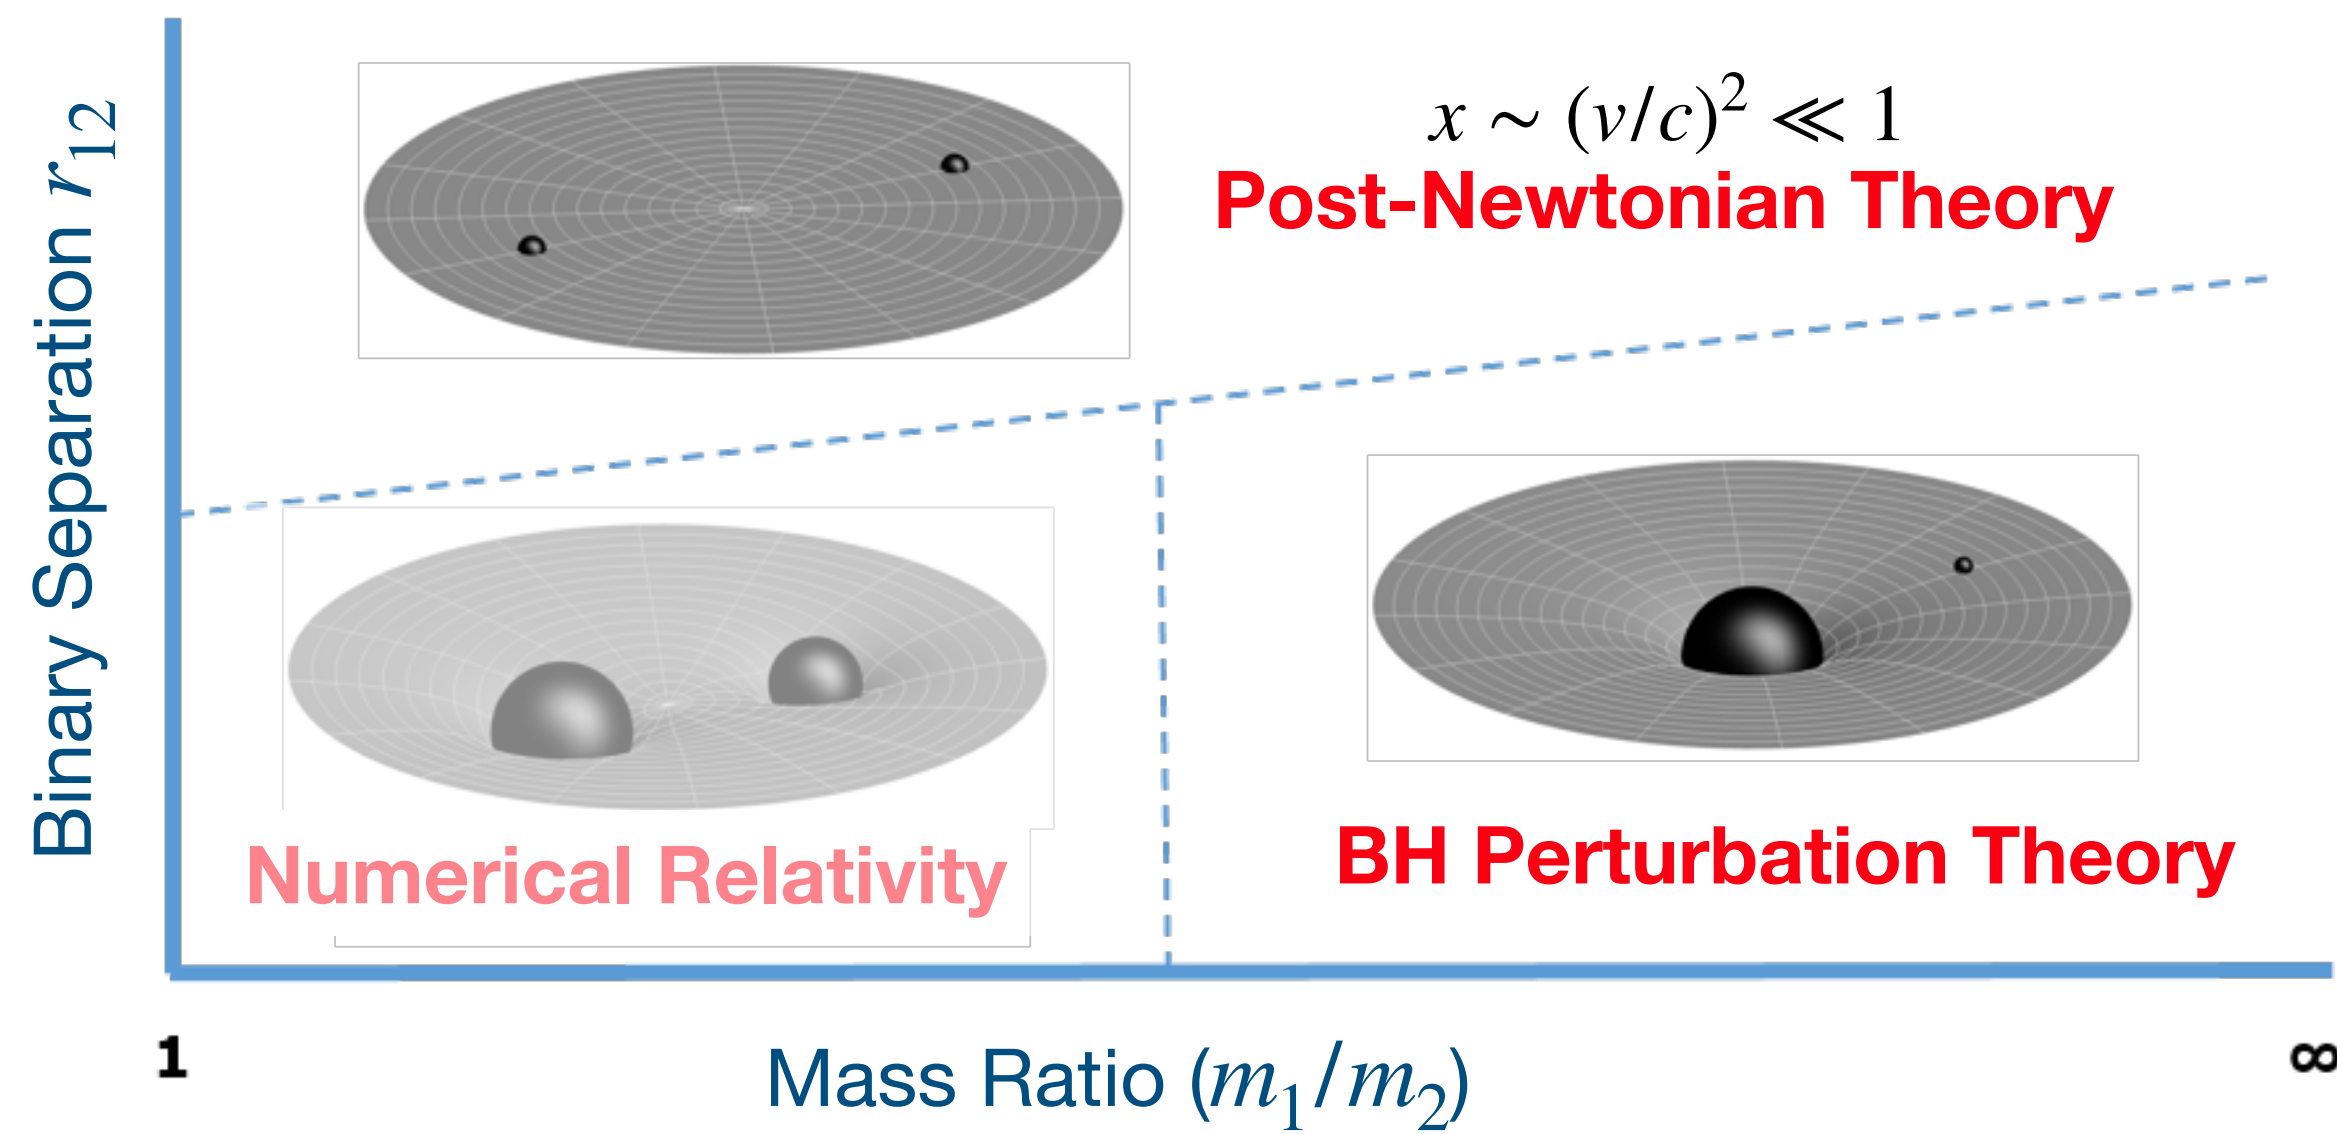 Binary Separation r₁₂
x ∼ (v/c)² ≪ 1
Post-Newtonian Theory
Numerical Relativity
BH Perturbation Theory
1
∞
Mass Ratio (m₁/m₂)